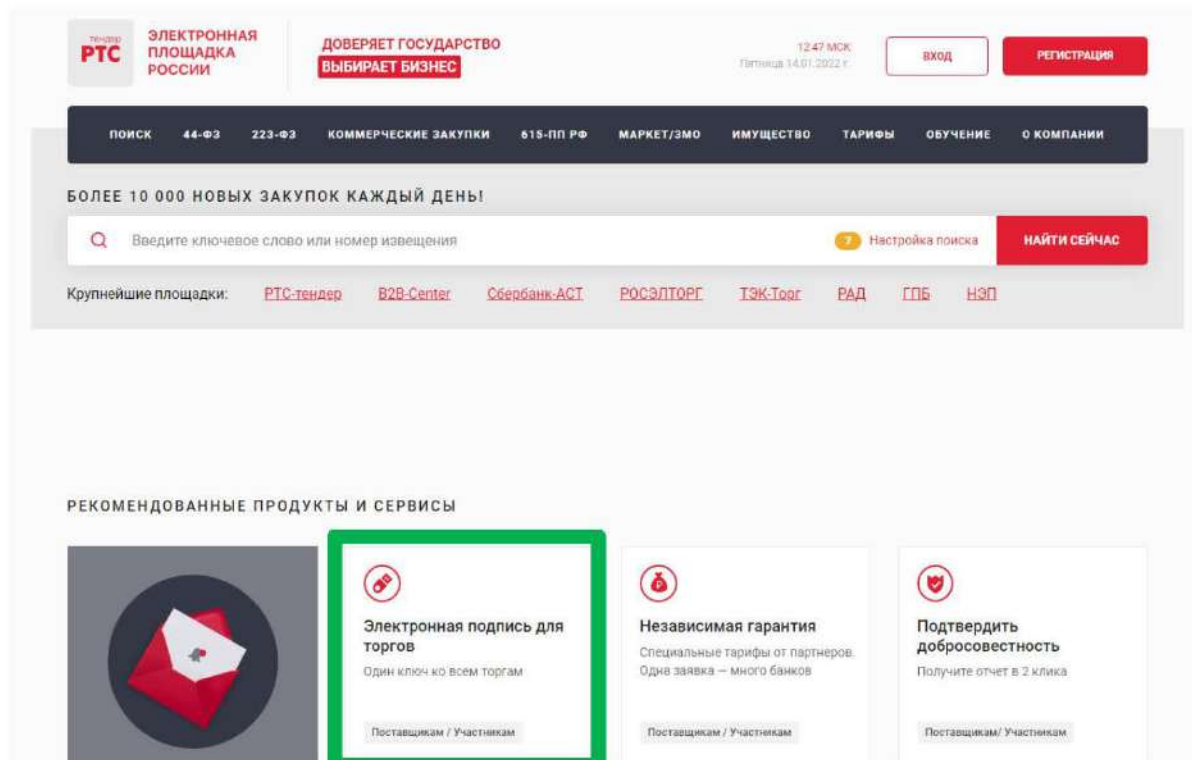 тендер
РТС
ЭЛЕКТРОННАЯ
ПЛОЩАДКА
РОССИИ
ДОВЕРЯЕТ ГОСУДАРСТВО
ВЫБИРАЕТ БИЗНЕС
12:47 МСК
Пятница 14.01.2022 г.
ВХОД
РЕГИСТРАЦИЯ
ПОИСК 44-ФЗ 223-ФЗ КОММЕРЧЕСКИЕ ЗАКУПКИ 615-ПП РФ МАРКЕТ/ЗМО ИМУЩЕСТВО ТАРИФЫ ОБУЧЕНИЕ О КОМПАНИИ
БОЛЕЕ 10 000 НОВЫХ ЗАКУПОК КАЖДЫЙ ДЕНЬ!
Введите ключевое слово или номер извещения 7 Настройка поиска НАЙТИ СЕЙЧАС
Крупнейшие площадки: РТС-тендер B2B-Center Сбербанк-АСТ РОСЭЛТОРГ ТЭК-Торг РАД ГПБ НЭП
РЕКОМЕНДОВАННЫЕ ПРОДУКТЫ И СЕРВИСЫ
Электронная подпись для
торгов
Один ключ ко всем торгам
Поставщикам / Участникам
Независимая гарантия
Специальные тарифы от партнеров.
Одна заявка — много банков
Поставщикам / Участникам
Подтвердить
добросовестность
Получите отчет в 2 клика
Поставщикам/ Участникам